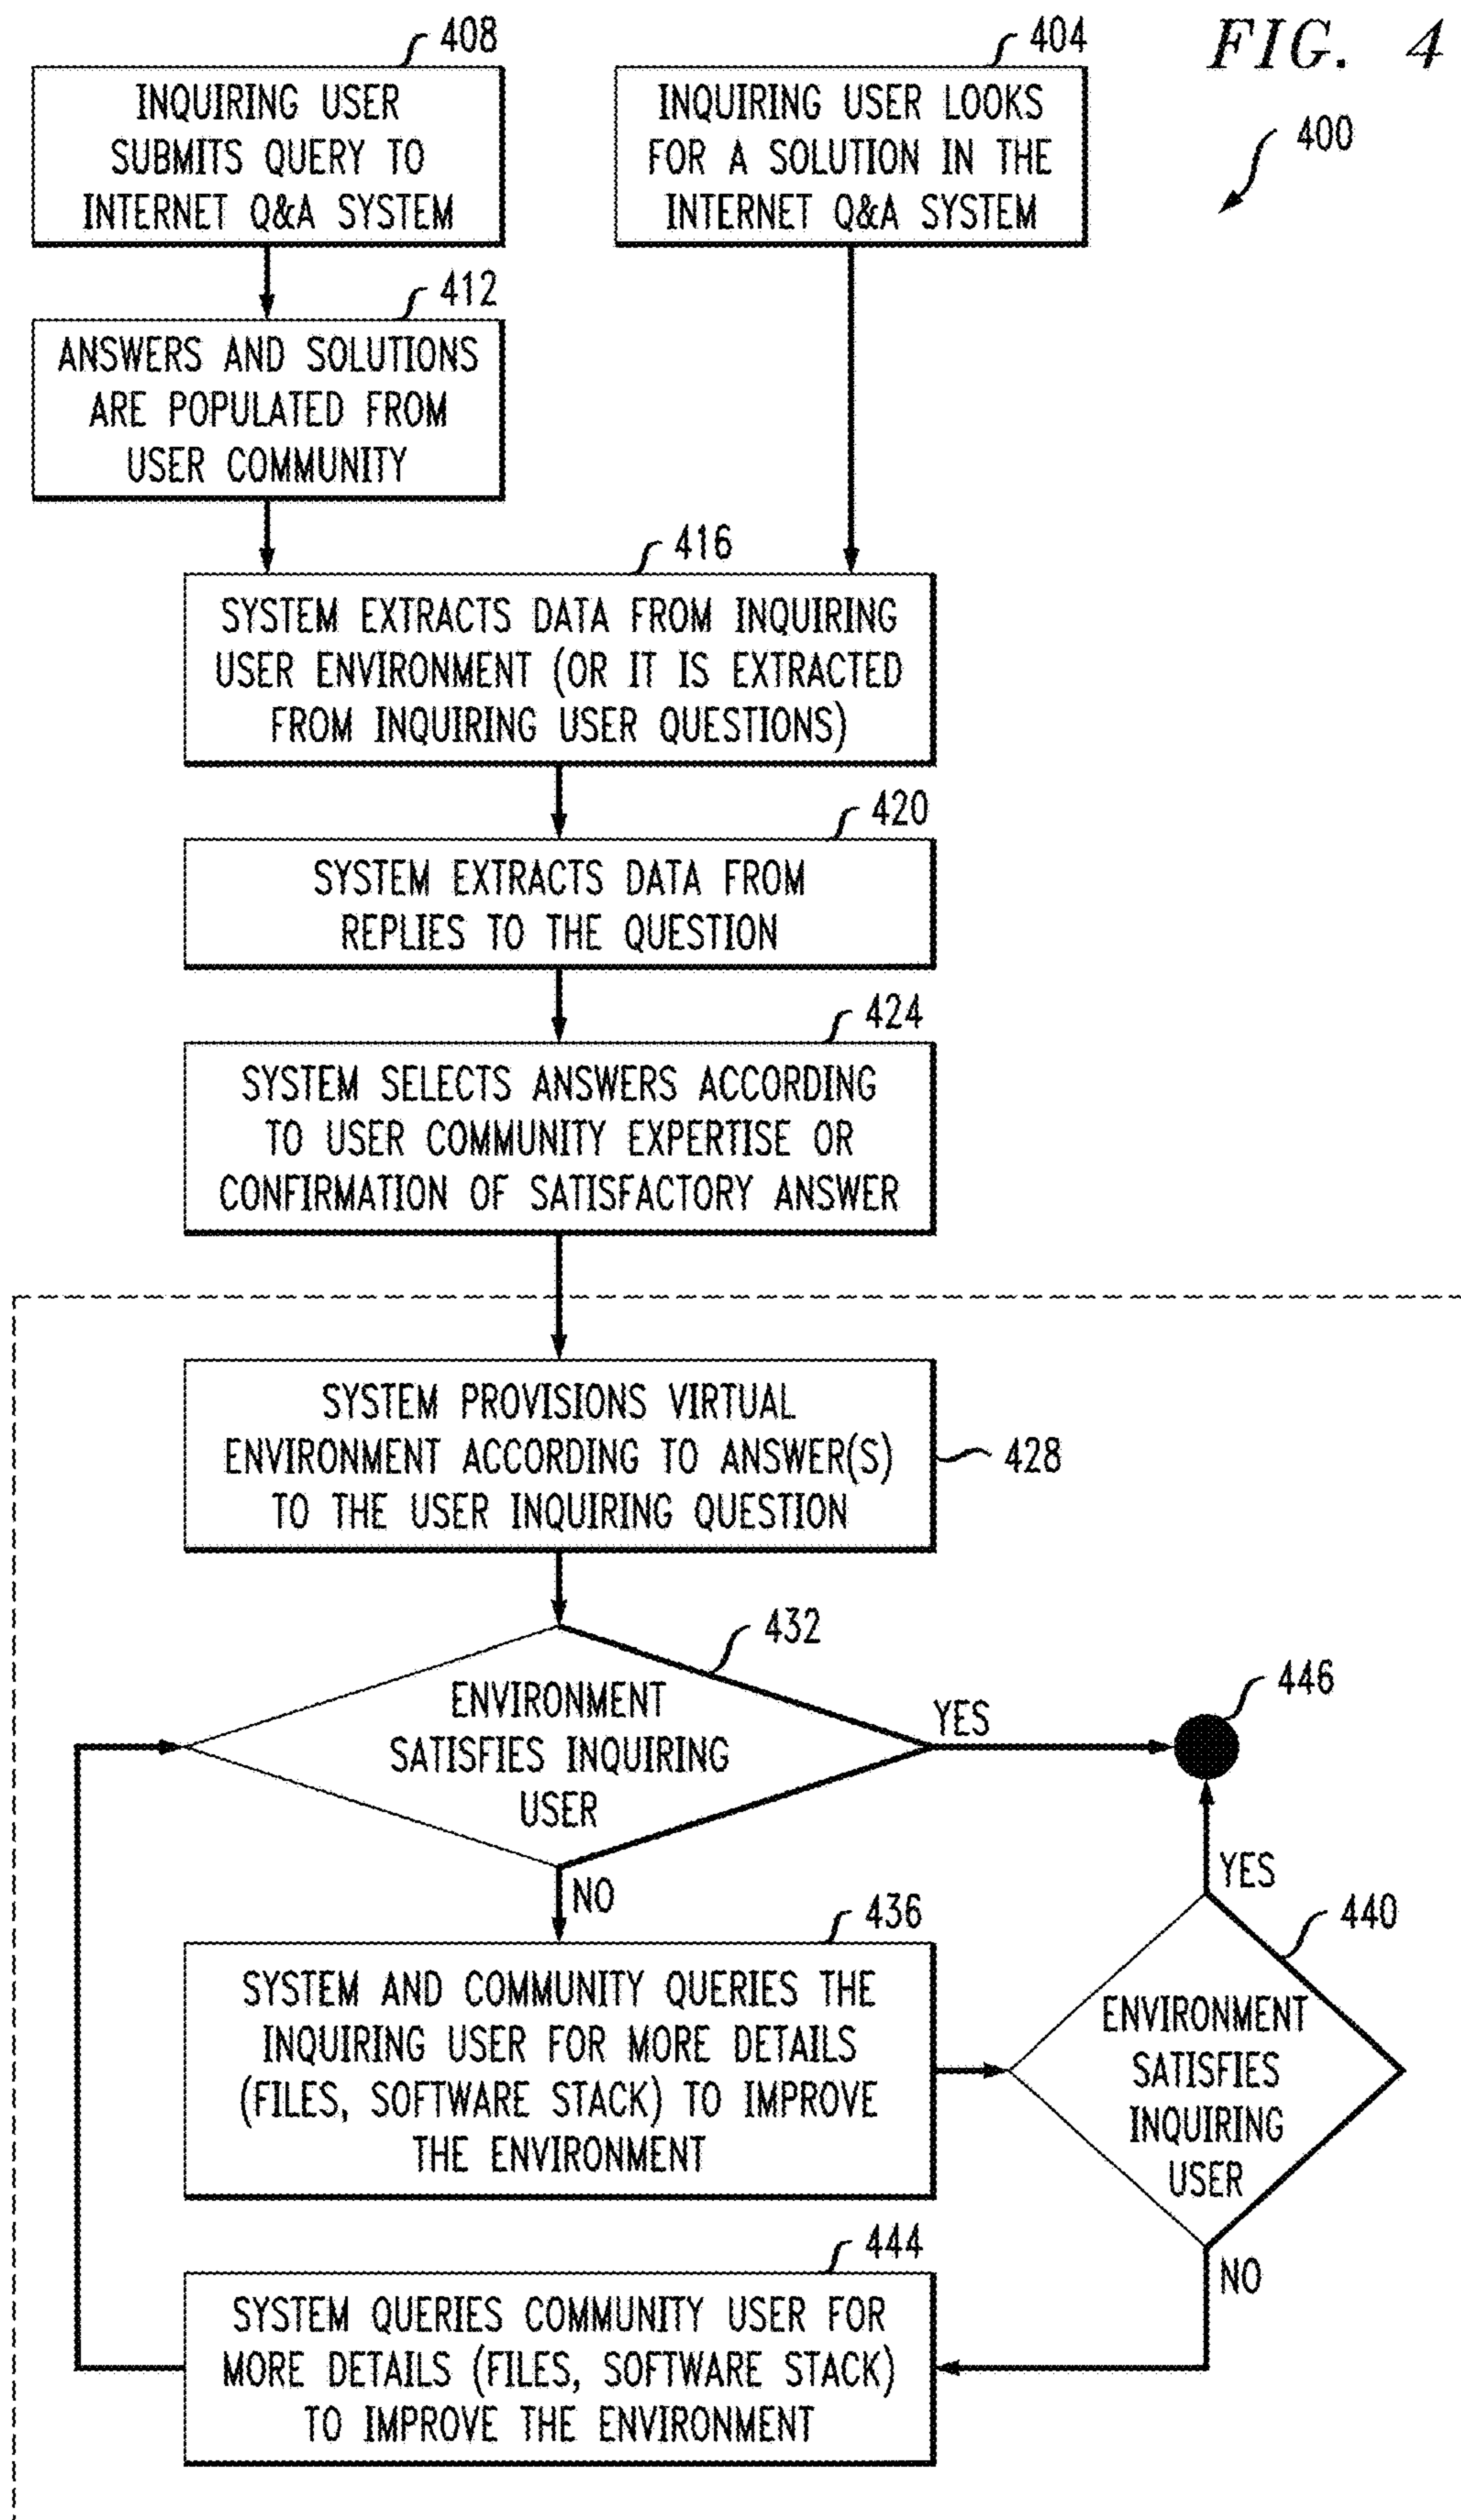 FIG. 4
400
408
INQUIRING USER
SUBMITS QUERY TO
INTERNET Q&A SYSTEM
404
INQUIRING USER LOOKS
FOR A SOLUTION IN THE
INTERNET Q&A SYSTEM
412
ANSWERS AND SOLUTIONS
ARE POPULATED FROM
USER COMMUNITY
416
SYSTEM EXTRACTS DATA FROM INQUIRING
USER ENVIRONMENT (OR IT IS EXTRACTED
FROM INQUIRING USER QUESTIONS)
420
SYSTEM EXTRACTS DATA FROM
REPLIES TO THE QUESTION
424
SYSTEM SELECTS ANSWERS ACCORDING
TO USER COMMUNITY EXPERTISE OR
CONFIRMATION OF SATISFACTORY ANSWER
SYSTEM PROVISIONS VIRTUAL
ENVIRONMENT ACCORDING TO ANSWER(S)
TO THE USER INQUIRING QUESTION
428
432
ENVIRONMENT
SATISFIES INQUIRING
USER
YES
446
NO
YES
436
SYSTEM AND COMMUNITY QUERIES THE
INQUIRING USER FOR MORE DETAILS
(FILES, SOFTWARE STACK) TO IMPROVE
THE ENVIRONMENT
440
ENVIRONMENT
SATISFIES
INQUIRING
USER
NO
444
SYSTEM QUERIES COMMUNITY USER FOR
MORE DETAILS (FILES, SOFTWARE STACK)
TO IMPROVE THE ENVIRONMENT